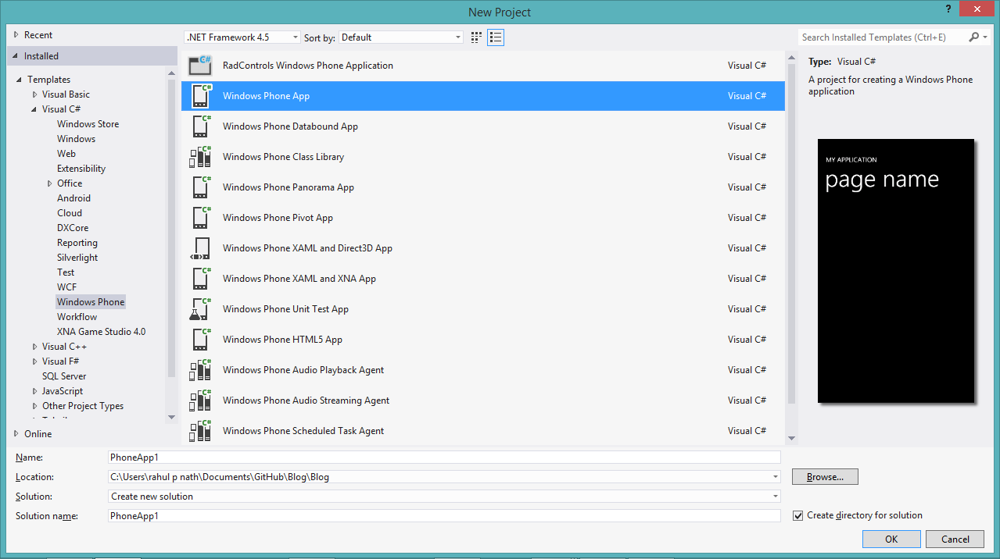 New Project
?
Recent
Installed
Templates
Visual Basic
Visual C#
Windows Store
Windows
Web
Extensibility
Office
Android
Cloud
DXCore
Reporting
Silverlight
Test
WCF
Windows Phone
Workflow
XNA Game Studio 4.0
Visual C++
Visual F#
SQL Server
JavaScript
Other Project Types
Online
.NET Framework 4.5 Sort by: Default
RadControls Windows Phone Application Visual C#
Windows Phone App Visual C#
Windows Phone Databound App Visual C#
Windows Phone Class Library Visual C#
Windows Phone Panorama App Visual C#
Windows Phone Pivot App Visual C#
Windows Phone XAML and Direct3D App Visual C#
Windows Phone XAML and XNA App Visual C#
Windows Phone Unit Test App Visual C#
Windows Phone HTML5 App Visual C#
Windows Phone Audio Playback Agent Visual C#
Windows Phone Audio Streaming Agent Visual C#
Windows Phone Scheduled Task Agent Visual C#
Search Installed Templates (Ctrl+E)
Type: Visual C#
A project for creating a Windows Phone
application
MY APPLICATION
page name
Name: PhoneApp1
Location: C:\Users\rahul p nath\Documents\GitHub\Blog\Blog Browse...
Solution: Create new solution
Solution name: PhoneApp1 Create directory for solution
OK Cancel